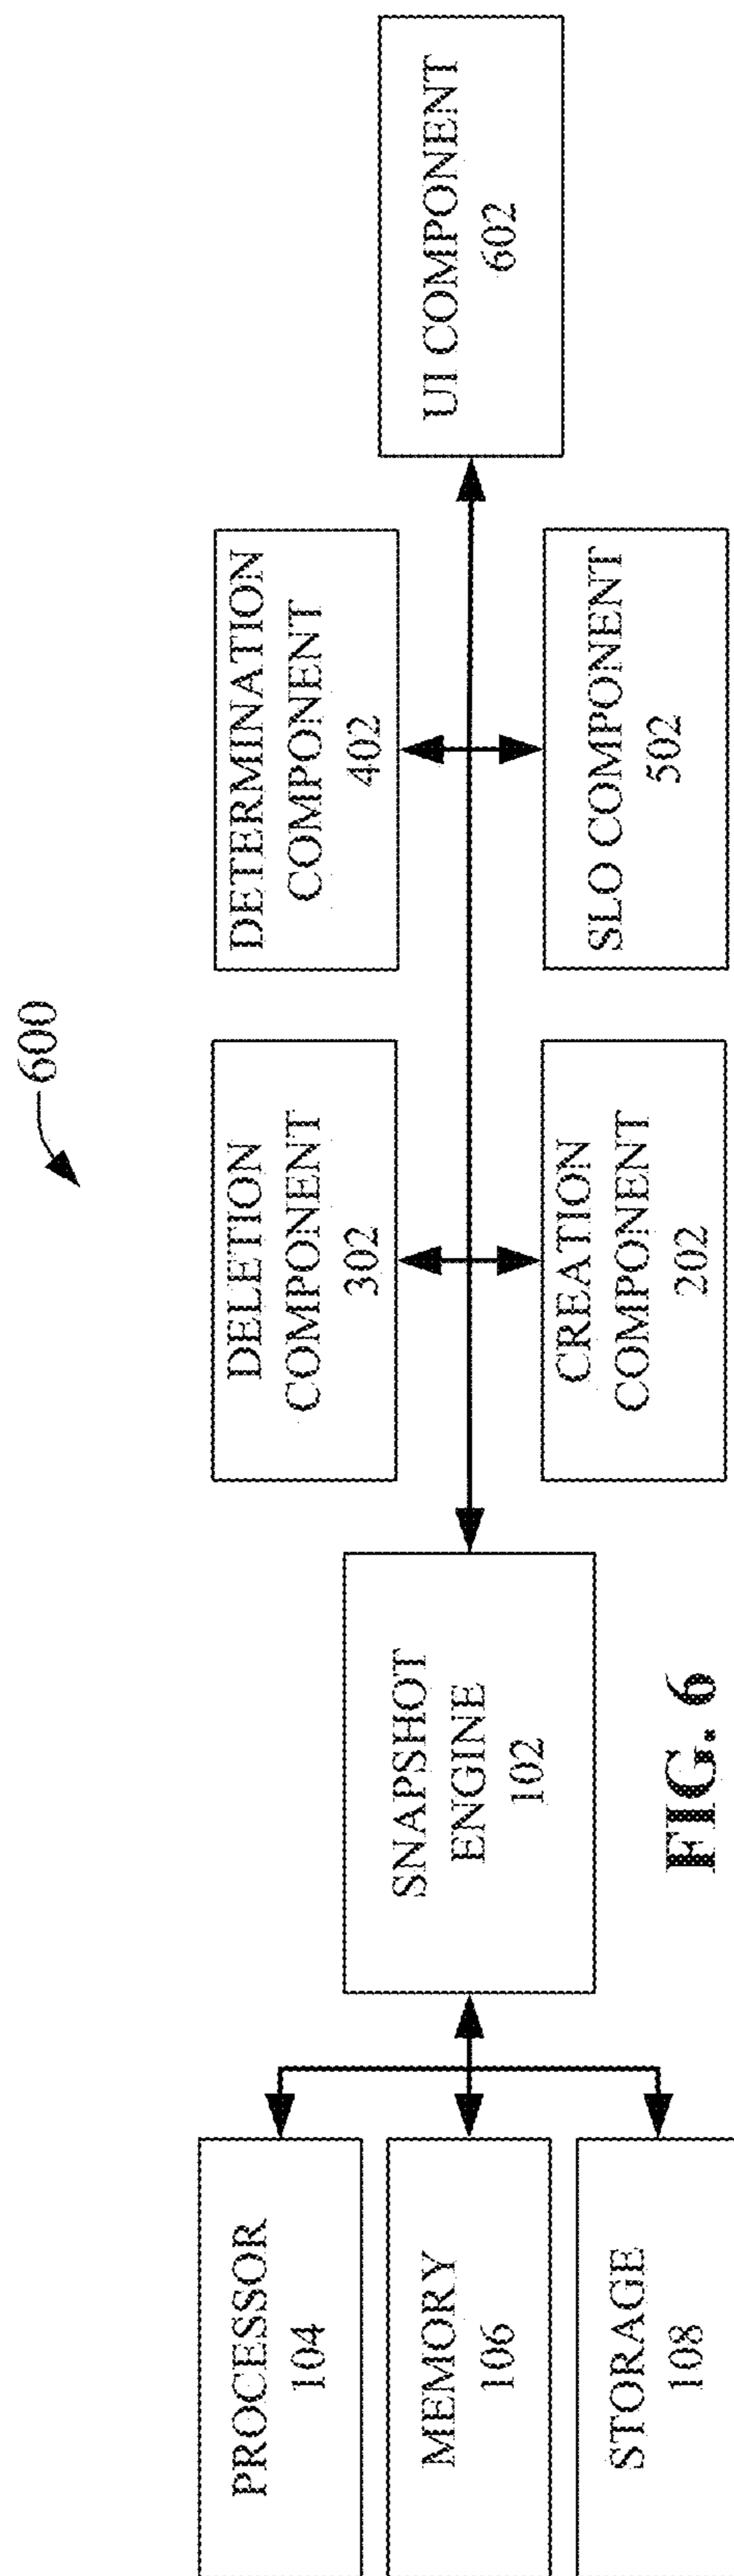 600
PROCESSOR
104
MEMORY
106
STORAGE
108
SNAPSHOT
ENGINE
102
DELETION
COMPONENT
302
CREATION
COMPONENT
202
DETERMINATION
COMPONENT
402
SLO COMPONENT
502
UI COMPONENT
602
FIG. 6